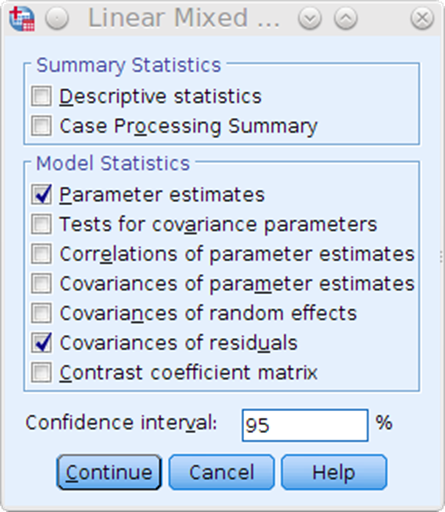 Linear Mixed ...
Summary Statistics
Descriptive statistics
Case Processing Summary
Model Statistics
Parameter estimates
Tests for covariance parameters
Correlations of parameter estimates
Covariances of parameter estimates
Covariances of random effects
Covariances of residuals
Contrast coefficient matrix
Confidence interval: 95 %
Continue Cancel Help